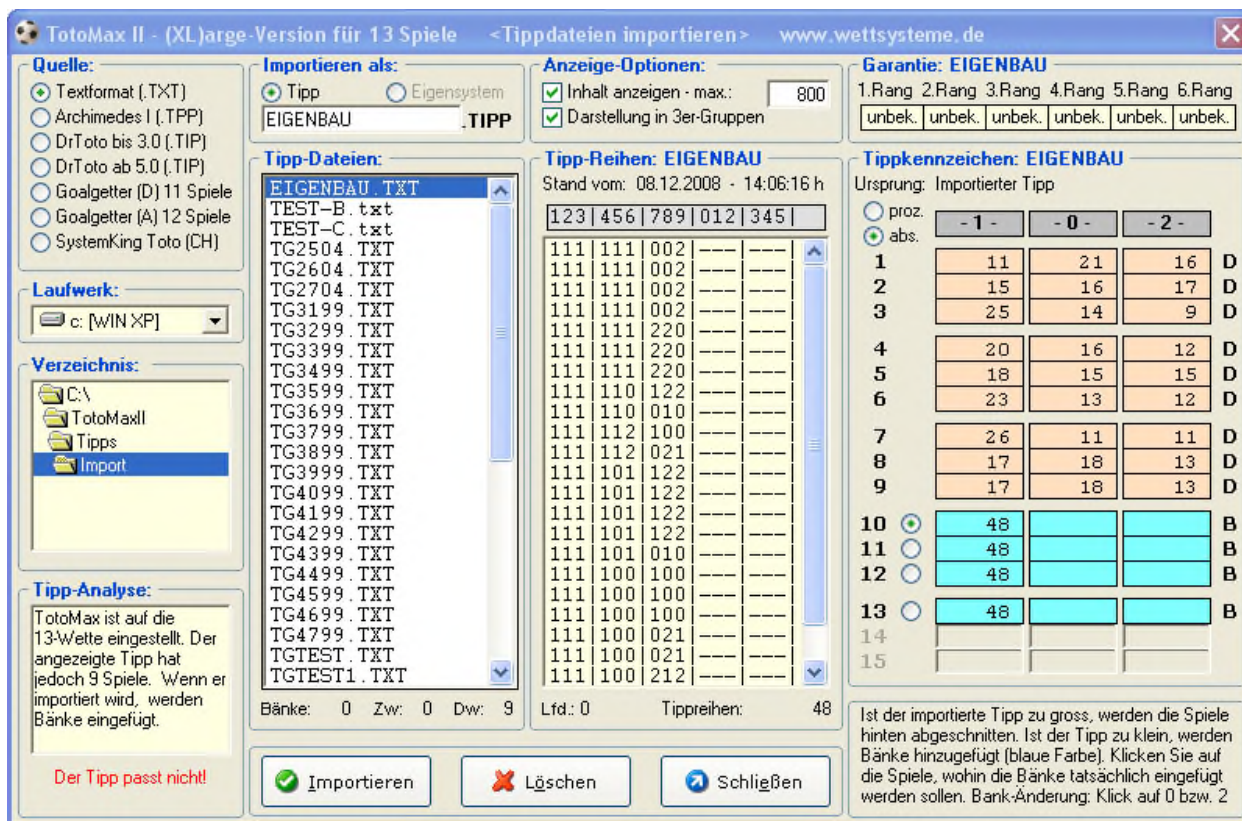 TotoMax II - (XL)arge-Version für 13 Spiele <Tippdateien importieren> www.wettsysteme.de
Quelle:
Textformat (.TXT)
Archimedes I (.TPP)
DrToto bis 3.0 (.TIP)
DrToto ab 5.0 (.TIP)
Goalgetter (D) 11 Spiele
Goalgetter (A) 12 Spiele
SystemKing Toto (CH)
Laufwerk:
c: [WIN XP]
Verzeichnis:
C:\
TotoMaxII
Tipps
Import
Tipp-Analyse:
TotoMax ist auf die
13-Wette eingestellt. Der
angezeigte Tipp hat
jedoch 9 Spiele. Wenn er
importiert wird, werden
Bänke eingefügt.
Der Tipp passt nicht!
Importieren als:
Tipp Eigensystem
EIGENBAU .TIPP
Tipp-Dateien:
EIGENBAU.TXT
TEST-B.txt
TEST-C.txt
TG2504.TXT
TG2604.TXT
TG2704.TXT
TG3199.TXT
TG3299.TXT
TG3399.TXT
TG3499.TXT
TG3599.TXT
TG3699.TXT
TG3799.TXT
TG3899.TXT
TG3999.TXT
TG4099.TXT
TG4199.TXT
TG4299.TXT
TG4399.TXT
TG4499.TXT
TG4599.TXT
TG4699.TXT
TG4799.TXT
TGTEST.TXT
TGTEST1.TXT
Bänke: 0 Zw: 0 Dw: 9
Anzeige-Optionen:
Inhalt anzeigen - max.: 800
Darstellung in 3er-Gruppen
Tipp-Reihen: EIGENBAU
Stand vom: 08.12.2008 - 14:06:16 h
123|456|789|012|345|
111|111|002|---|---|
111|111|002|---|---|
111|111|002|---|---|
111|111|002|---|---|
111|111|220|---|---|
111|111|220|---|---|
111|111|220|---|---|
111|110|122|---|---|
111|110|010|---|---|
111|112|100|---|---|
111|112|021|---|---|
111|101|122|---|---|
111|101|122|---|---|
111|101|122|---|---|
111|101|122|---|---|
111|101|010|---|---|
111|100|100|---|---|
111|100|100|---|---|
111|100|100|---|---|
111|100|021|---|---|
111|100|021|---|---|
111|100|212|---|---|
Lfd.: 0 Tippreihen: 48
Garantie: EIGENBAU
1.Rang 2.Rang 3.Rang 4.Rang 5.Rang 6.Rang
unbek. unbek. unbek. unbek. unbek. unbek.
Tippkennzeichen: EIGENBAU
Ursprung: Importierter Tipp
proz.
abs.
- 1 - - 0 - - 2 -
1 11 21 16 D
2 15 16 17 D
3 25 14 9 D
4 20 16 12 D
5 18 15 15 D
6 23 13 12 D
7 26 11 11 D
8 17 18 13 D
9 17 18 13 D
10 48 B
11 48 B
12 48 B
13 48 B
14
15
Ist der importierte Tipp zu gross, werden die Spiele
hinten abgeschnitten. Ist der Tipp zu klein, werden
Bänke hinzugefügt (blaue Farbe). Klicken Sie auf
die Spiele, wohin die Bänke tatsächlich eingefügt
werden sollen. Bank-Änderung: Klick auf 0 bzw. 2
Importieren
Löschen
Schließen